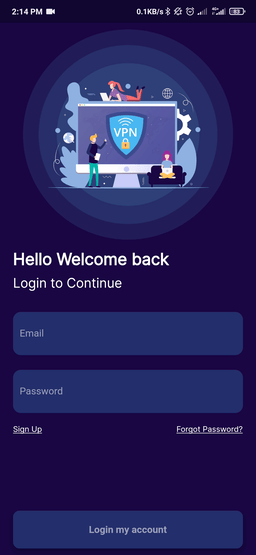 2:14 PM 0.1KB/s 83
VPN
Hello Welcome back
Login to Continue
Email
Password
Sign Up Forgot Password?
Login my account